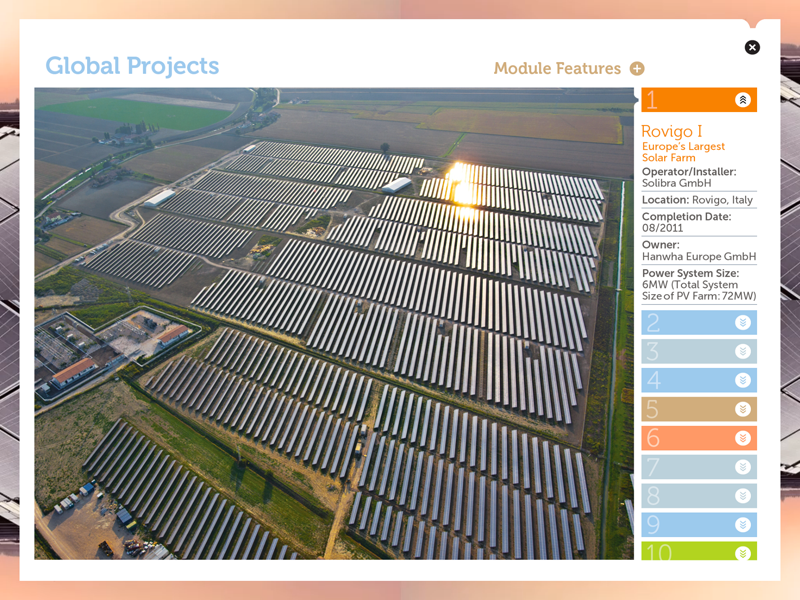 Global Projects
Module Features
1
Rovigo I
Europe's Largest
Solar Farm
Operator/Installer:
Solibra GmbH
Location: Rovigo, Italy
Completion Date:
08/2011
Owner:
Hanwha Europe GmbH
Power System Size:
6MW (Total System
Size of PV Farm: 72MW)
2
3
4
5
6
7
8
9
10